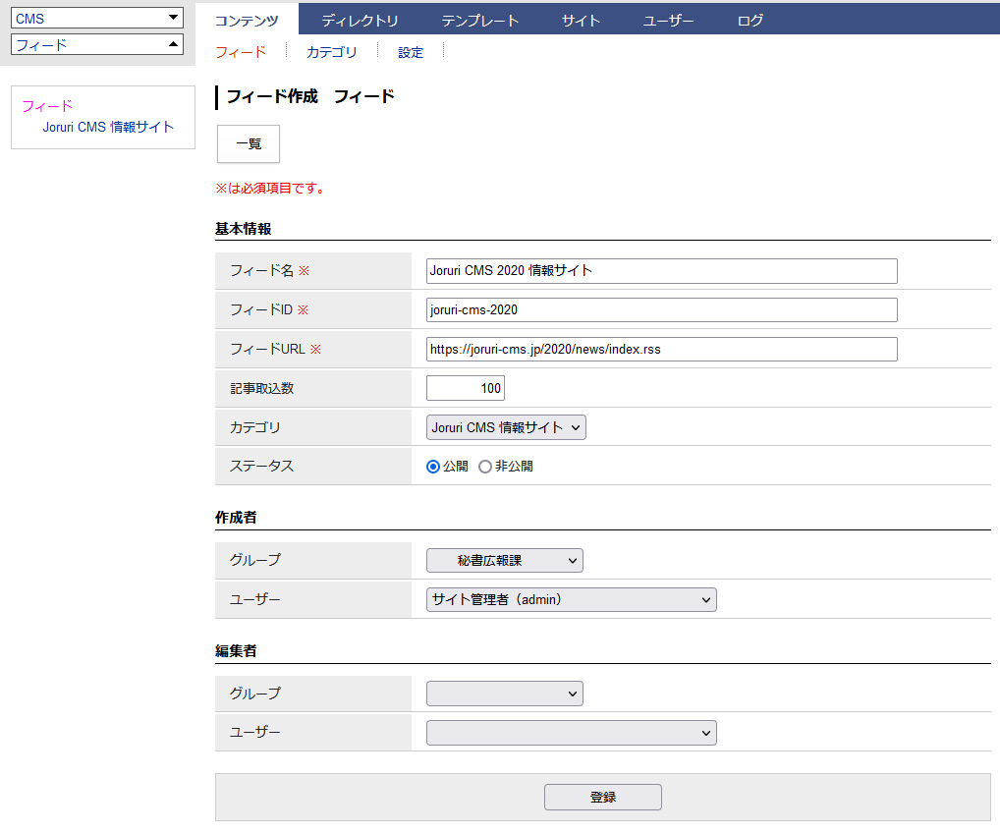 CMS
フィード
コンテンツ ディレクトリ テンプレート サイト ユーザー ログ
フィード カテゴリ 設定
フィード
Joruri CMS 情報サイト
フィード作成　フィード
一覧
※は必須項目です。
基本情報
フィード名 ※ Joruri CMS 2020 情報サイト
フィードID ※ joruri-cms-2020
フィードURL ※ https://joruri-cms.jp/2020/news/index.rss
記事取込数 100
カテゴリ Joruri CMS 情報サイト
ステータス 公開 非公開
作成者
グループ 秘書広報課
ユーザー サイト管理者（admin）
編集者
グループ
ユーザー
登録